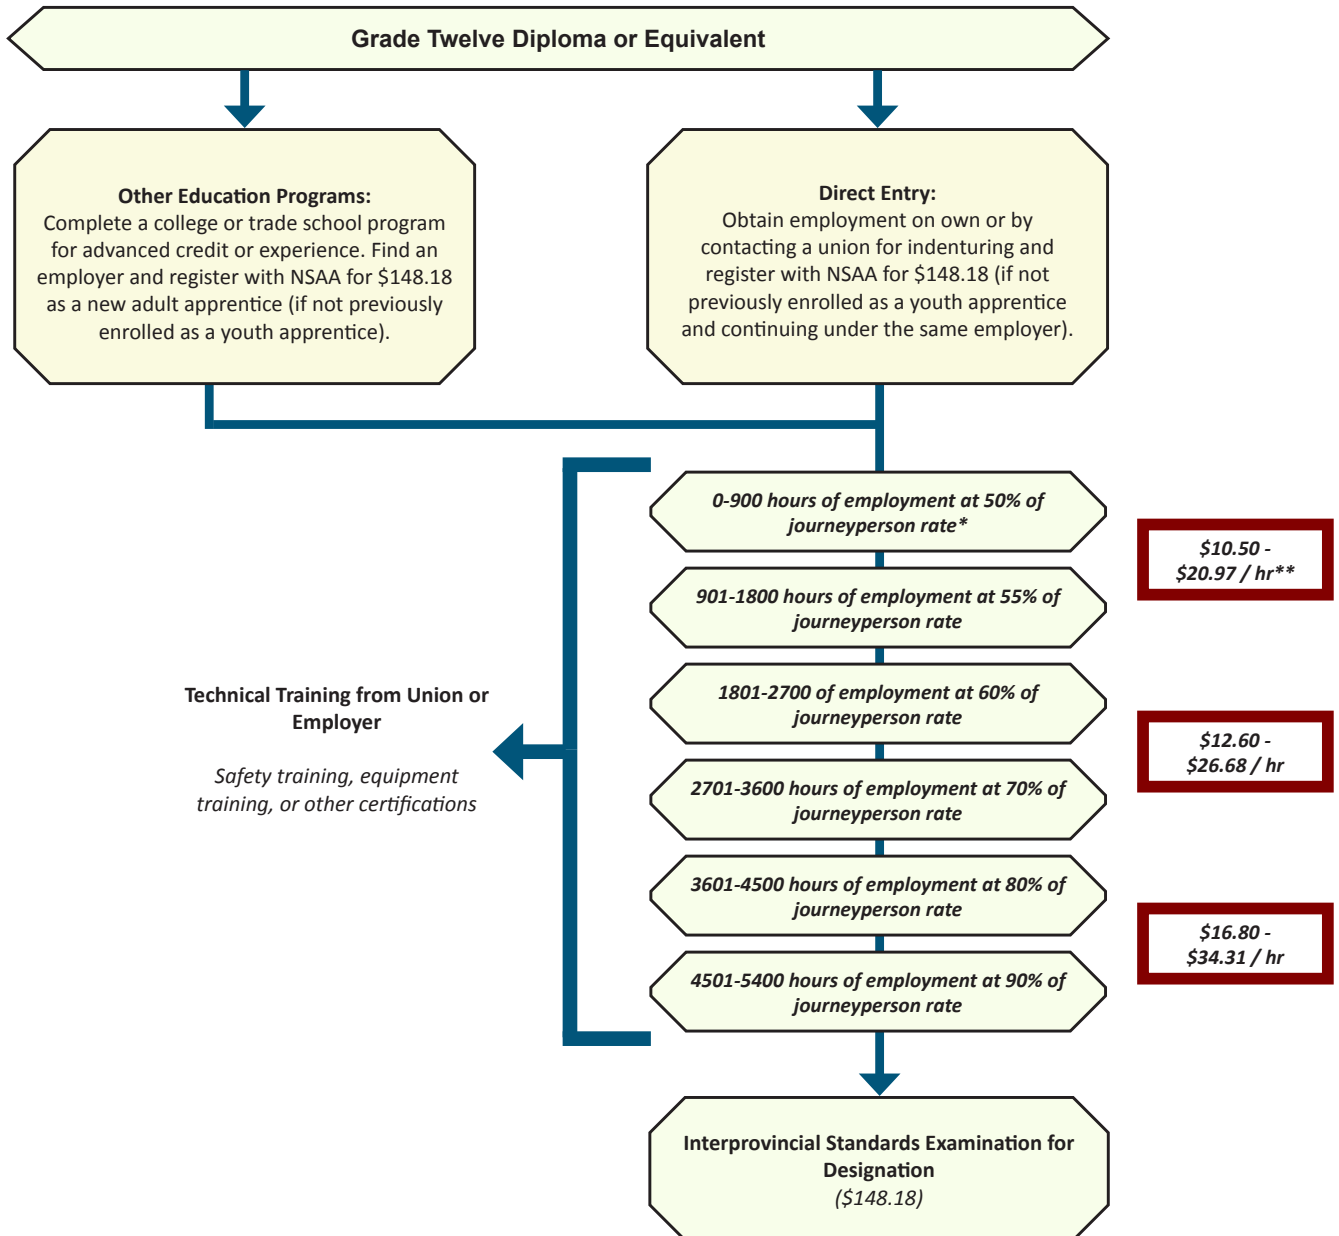 Grade Twelve Diploma or Equivalent
Other Education Programs:
Complete a college or trade school program
for advanced credit or experience. Find an
employer and register with NSAA for $148.18
as a new adult apprentice (if not previously
enrolled as a youth apprentice).
Direct Entry:
Obtain employment on own or by
contacting a union for indenturing and
register with NSAA for $148.18 (if not
previously enrolled as a youth apprentice
and continuing under the same employer).
0-900 hours of employment at 50% of
journeyperson rate*
$10.50 -
$20.97 / hr**
901-1800 hours of employment at 55% of
journeyperson rate
1801-2700 of employment at 60% of
journeyperson rate
Technical Training from Union or
Employer
Safety training, equipment
training, or other certifications
$12.60 -
$26.68 / hr
2701-3600 hours of employment at 70% of
journeyperson rate
3601-4500 hours of employment at 80% of
journeyperson rate
$16.80 -
$34.31 / hr
4501-5400 hours of employment at 90% of
journeyperson rate
Interprovincial Standards Examination for
Designation
($148.18)